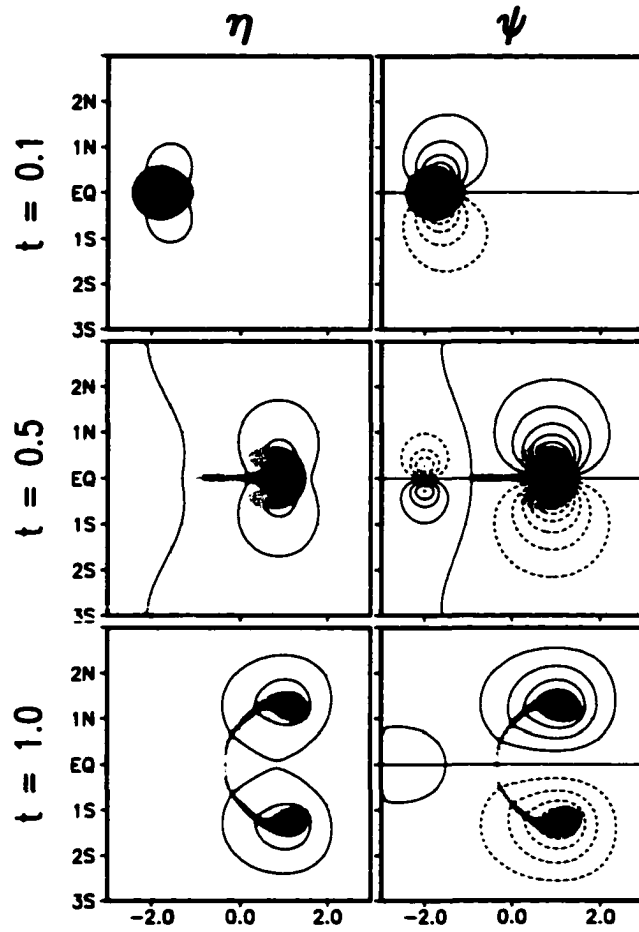 η ψ
t = 0.1
2N
1N
EQ
1S
2S
3S
t = 0.5
2N
1N
EQ
1S
2S
3S
t = 1.0
2N
1N
EQ
1S
2S
3S
-2.0 0.0 2.0 -2.0 0.0 2.0